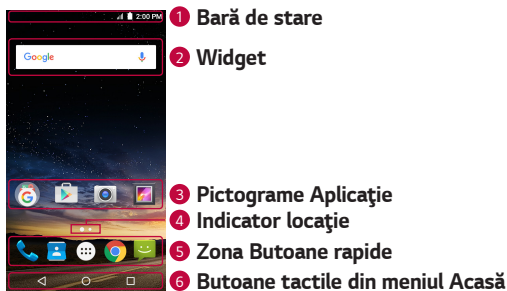 2:00 PM
1 Bară de stare
Google
2 Widget
3 Pictograme Aplicaţie
4 Indicator locaţie
5 Zona Butoane rapide
6 Butoane tactile din meniul Acasă